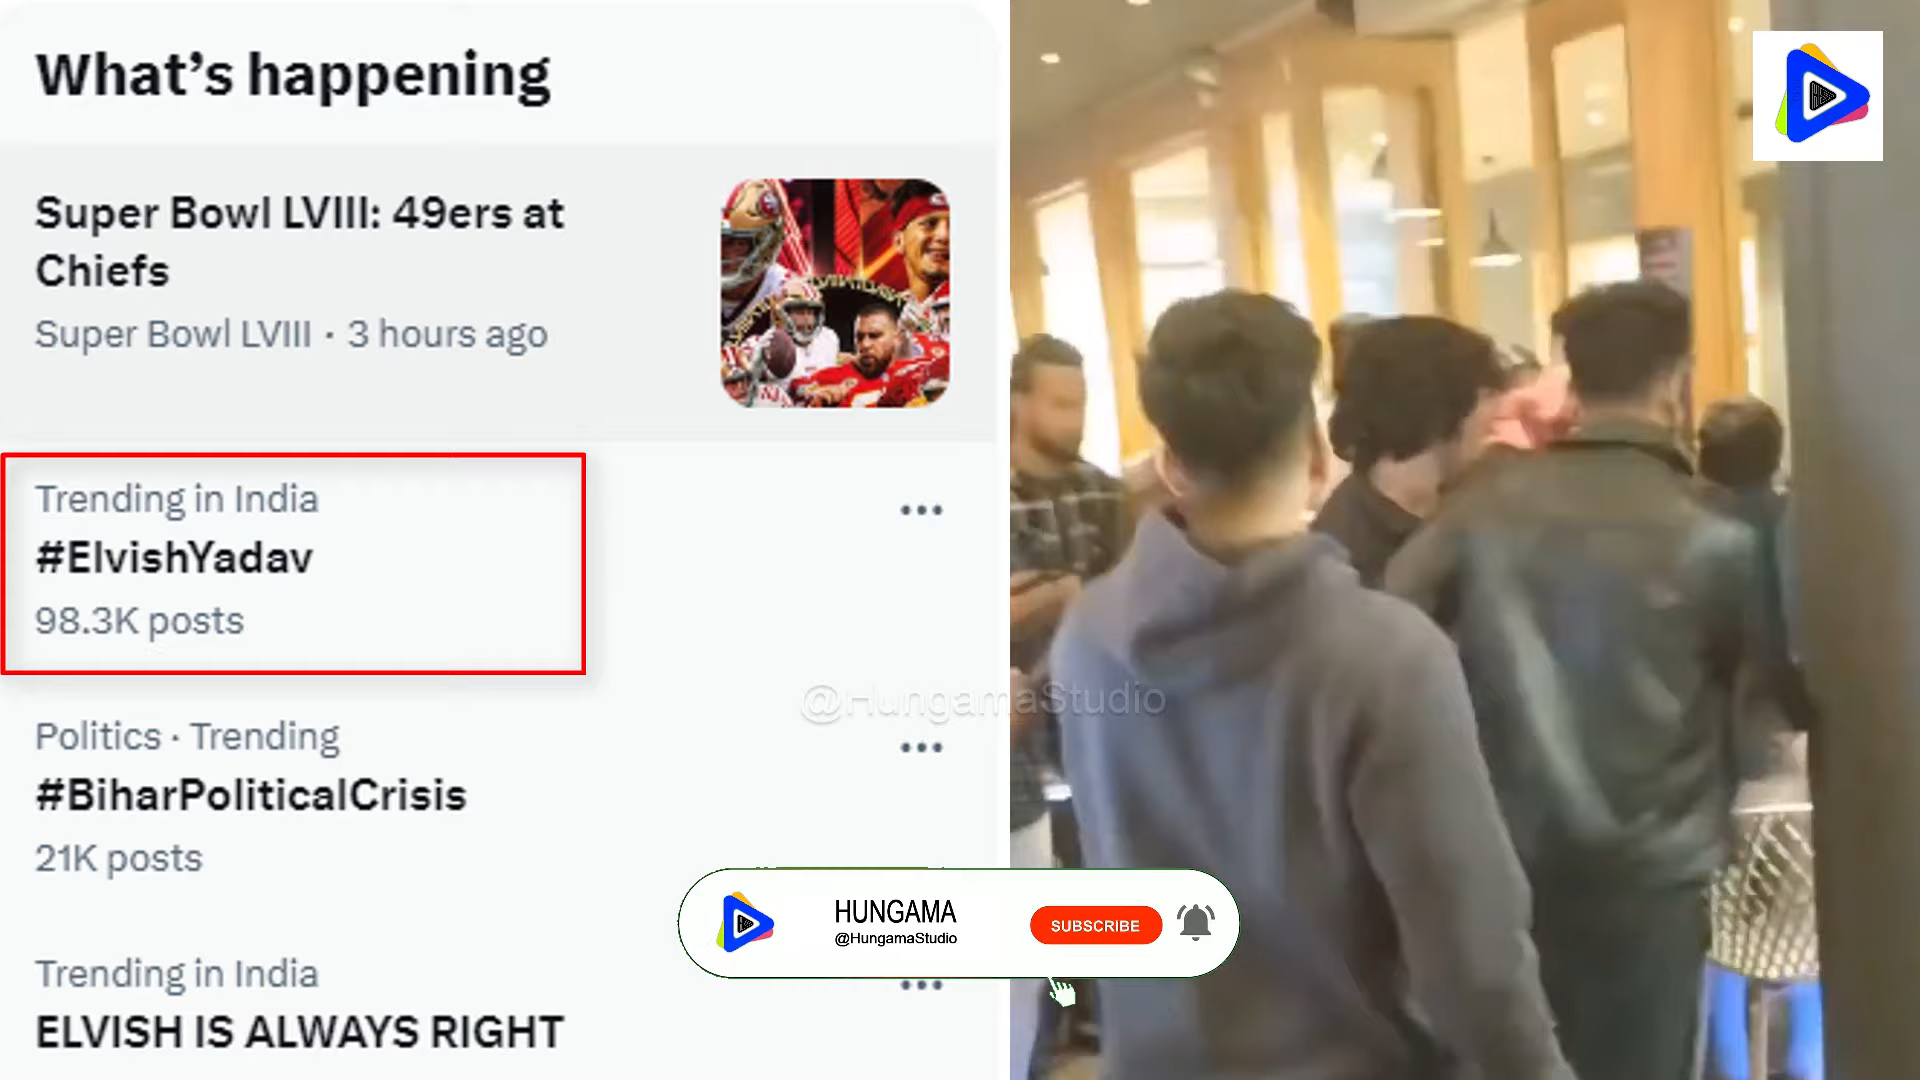 What's happening
Super Bowl LVIII: 49ers at
Chiefs
Super Bowl LVIII · 3 hours ago
Trending in India
#ElvishYadav
98.3K posts
Politics · Trending
#BiharPoliticalCrisis
21K posts
Trending in India
ELVISH IS ALWAYS RIGHT
@HungamaStudio
HUNGAMA
@HungamaStudio
SUBSCRIBE